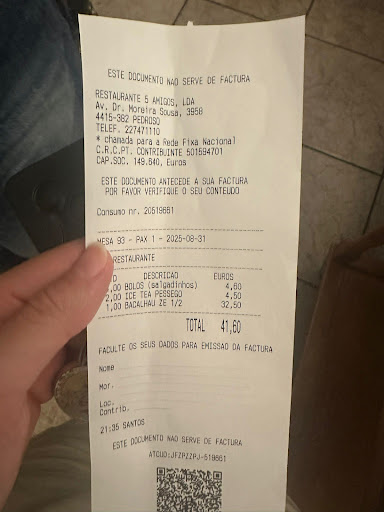 ESTE DOCUMENTO NAO SERVE DE FACTURA
RESTAURANTE 5 AMIGOS, LDA
Av. Dr. Moreira Sousa, 3958
4415-382 PEDROSO
TELEF. 227471110
* chamada para a Rede Fixa Nacional
C.R.C.PT. CONTRIBUINTE 501594701
CAP.SOC. 149.640, Euros
ESTE DOCUMENTO ANTECEDE A SUA FACTURA
POR FAVOR VERIFIQUE O SEU CONTEUDO
Consumo nr. 20519661
MESA 93 - PAX 1 - 2025-08-31
RESTAURANTE
D DESCRICAO EUROS
,00 BOLOS (salgadinhos) 4,60
2,00 ICE TEA PESSEGO 4,50
1,00 BACALHAU ZE 1/2 32,50
TOTAL 41,60
FACULTE OS SEUS DADOS PARA EMISSAO DA FACTURA
Nome
Mor.
Loc.
Contrib.
21:35 SANTOS
ESTE DOCUMENTO NAO SERVE DE FACTURA
ATCUD:JFZPZZPJ-519661